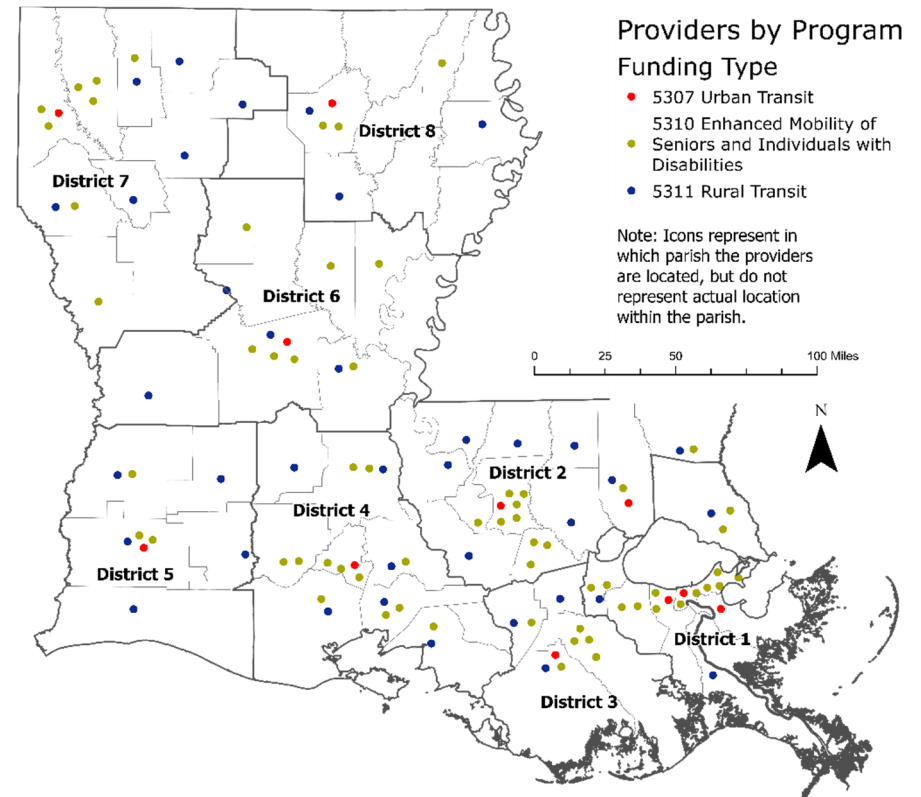 Providers by Program
Funding Type
5307 Urban Transit
5310 Enhanced Mobility of
Seniors and Individuals with
Disabilities
5311 Rural Transit
Note: Icons represent in
which parish the providers
are located, but do not
represent actual location
within the parish.
0 25 50 100 Miles
N
District 8
District 7
District 6
District 2
District 4
District 5
District 1
District 3